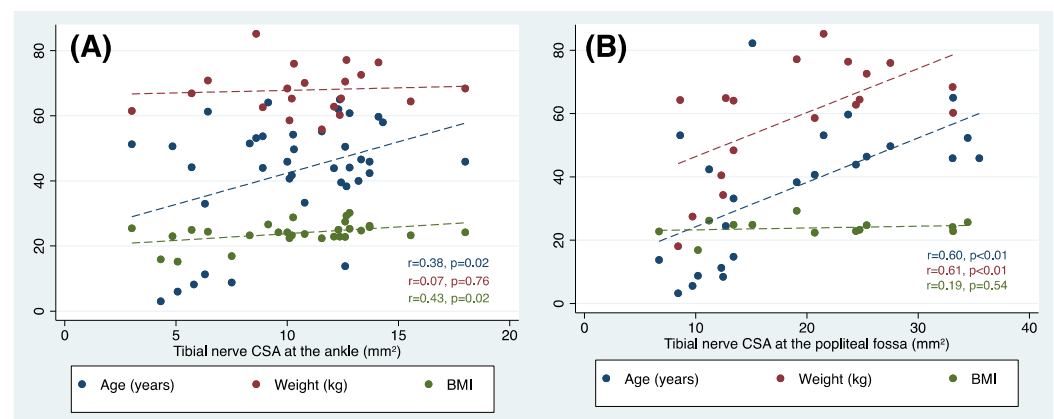 (A)
80
60
40
20
0
r=0.38, p=0.02
r=0.07, p=0.76
r=0.43, p=0.02
0 5 10 15 20
Tibial nerve CSA at the ankle (mm²)
Age (years) Weight (kg) BMI
(B)
80
60
40
20
0
r=0.60, p<0.01
r=0.61, p<0.01
r=0.19, p=0.54
0 10 20 30 40
Tibial nerve CSA at the popliteal fossa (mm²)
Age (years) Weight (kg) BMI